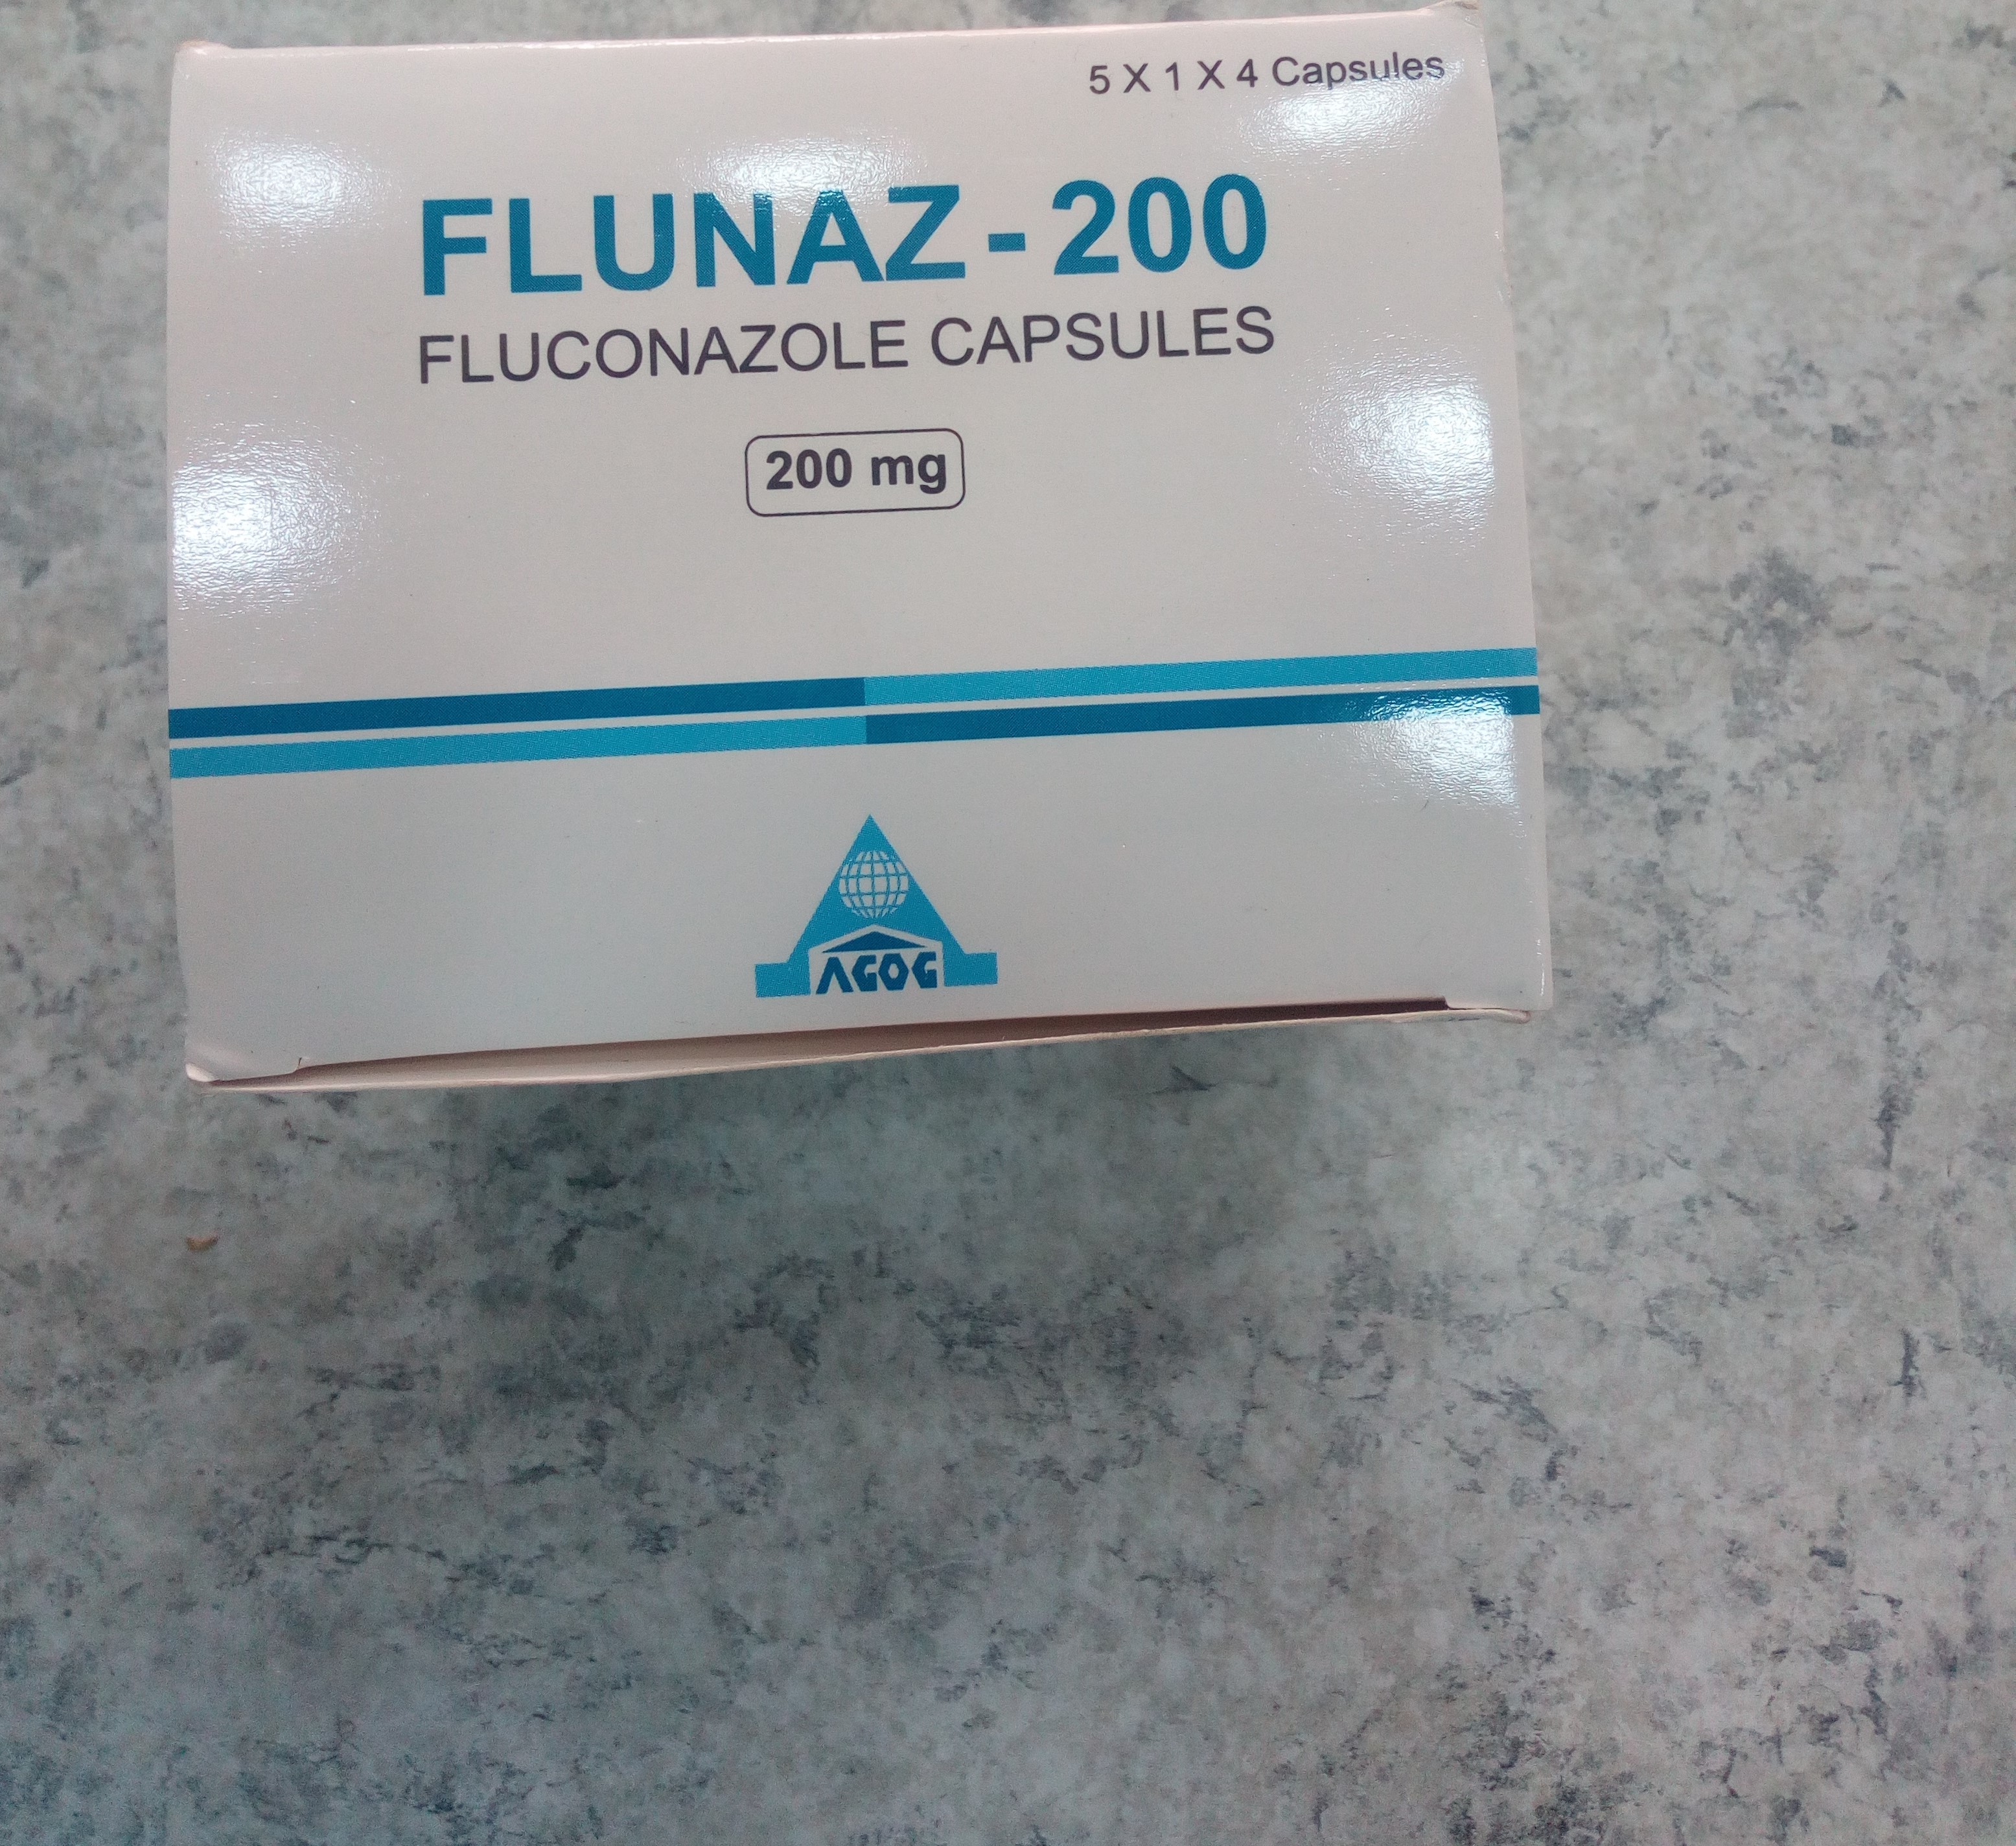 5 X 1 X 4 Capsules
FLUNAZ - 200
FLUCONAZOLE CAPSULES
200 mg
AGOG